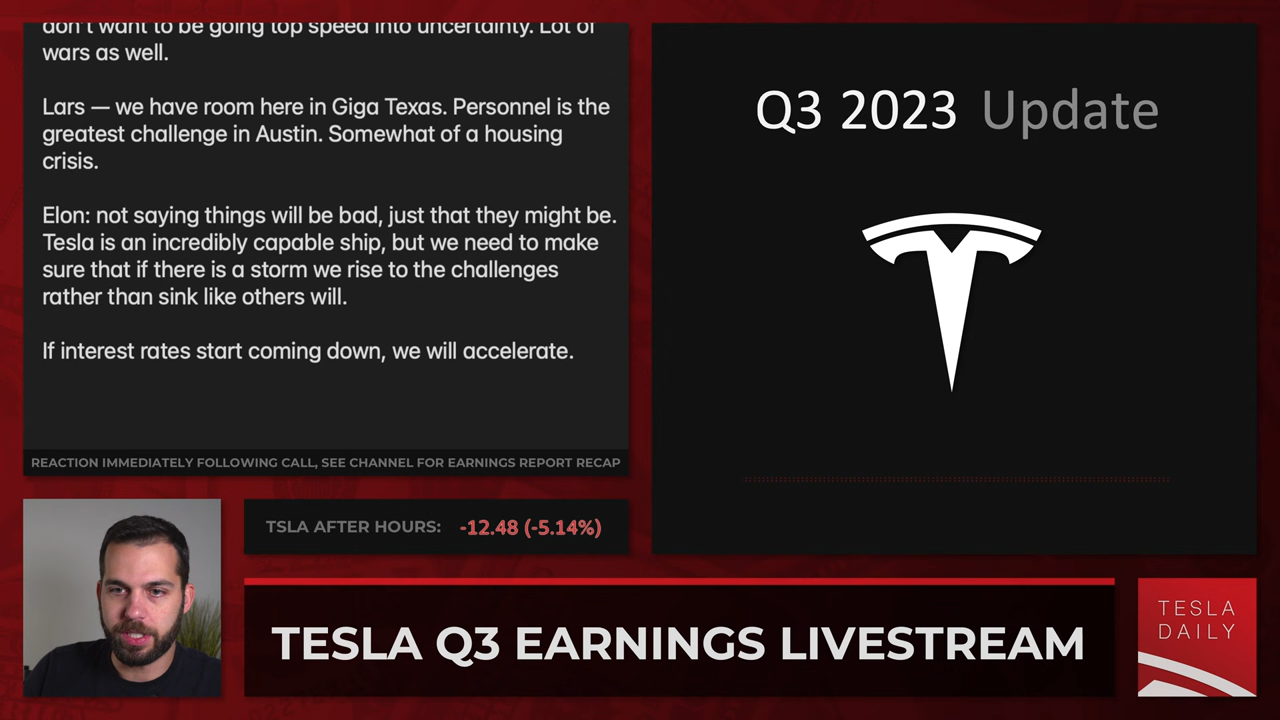 don't want to be going top speed into uncertainty. Lot of
wars as well.
Lars — we have room here in Giga Texas. Personnel is the
greatest challenge in Austin. Somewhat of a housing
crisis.
Elon: not saying things will be bad, just that they might be.
Tesla is an incredibly capable ship, but we need to make
sure that if there is a storm we rise to the challenges
rather than sink like others will.
If interest rates start coming down, we will accelerate.
REACTION IMMEDIATELY FOLLOWING CALL, SEE CHANNEL FOR EARNINGS REPORT RECAP
Q3 2023 Update
TSLA AFTER HOURS: -12.48 (-5.14%)
TESLA Q3 EARNINGS LIVESTREAM
TESLA
DAILY